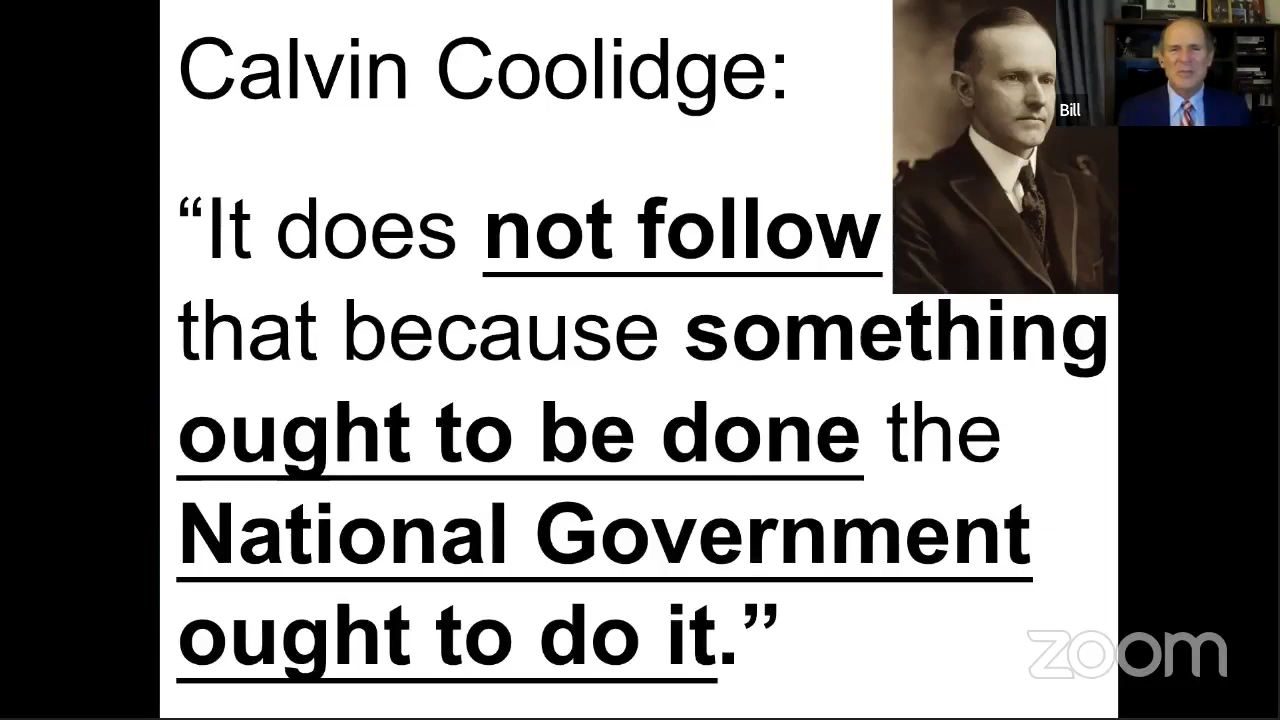 Calvin Coolidge:
Bill
“It does not follow
that because something
ought to be done the
National Government
ought to do it.”
zoom